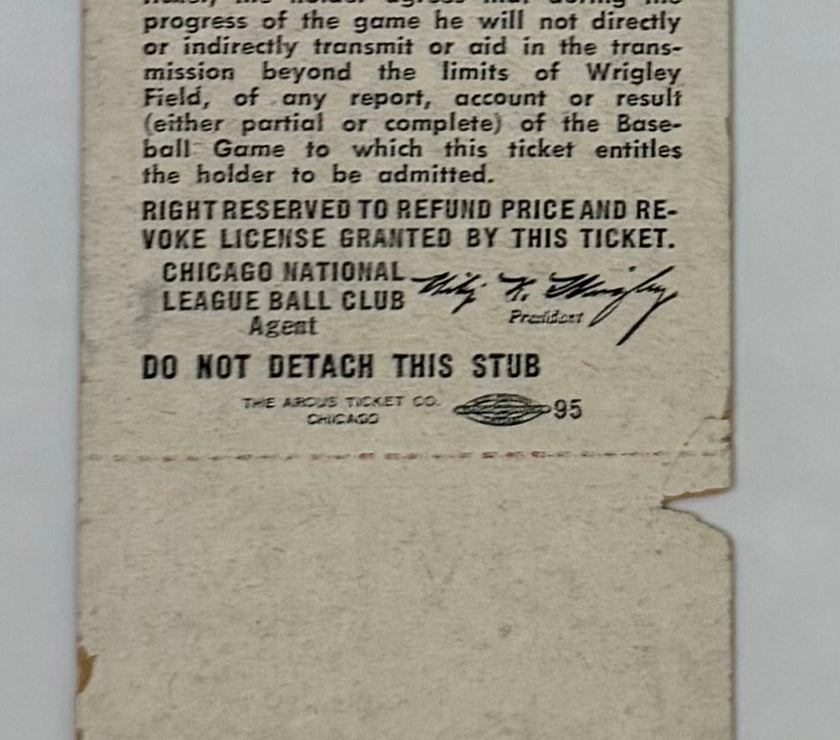 progress of the game he will not directly
or indirectly transmit or aid in the trans-
mission beyond the limits of Wrigley
Field, of any report, account or result
(either partial or complete) of the Base-
ball Game to which this ticket entitles
the holder to be admitted.
RIGHT RESERVED TO REFUND PRICE AND RE-
VOKE LICENSE GRANTED BY THIS TICKET.
CHICAGO NATIONAL
LEAGUE BALL CLUB
Agent
K. Wrigley
President
DO NOT DETACH THIS STUB
THE ARCUS TICKET CO.
CHICAGO
95